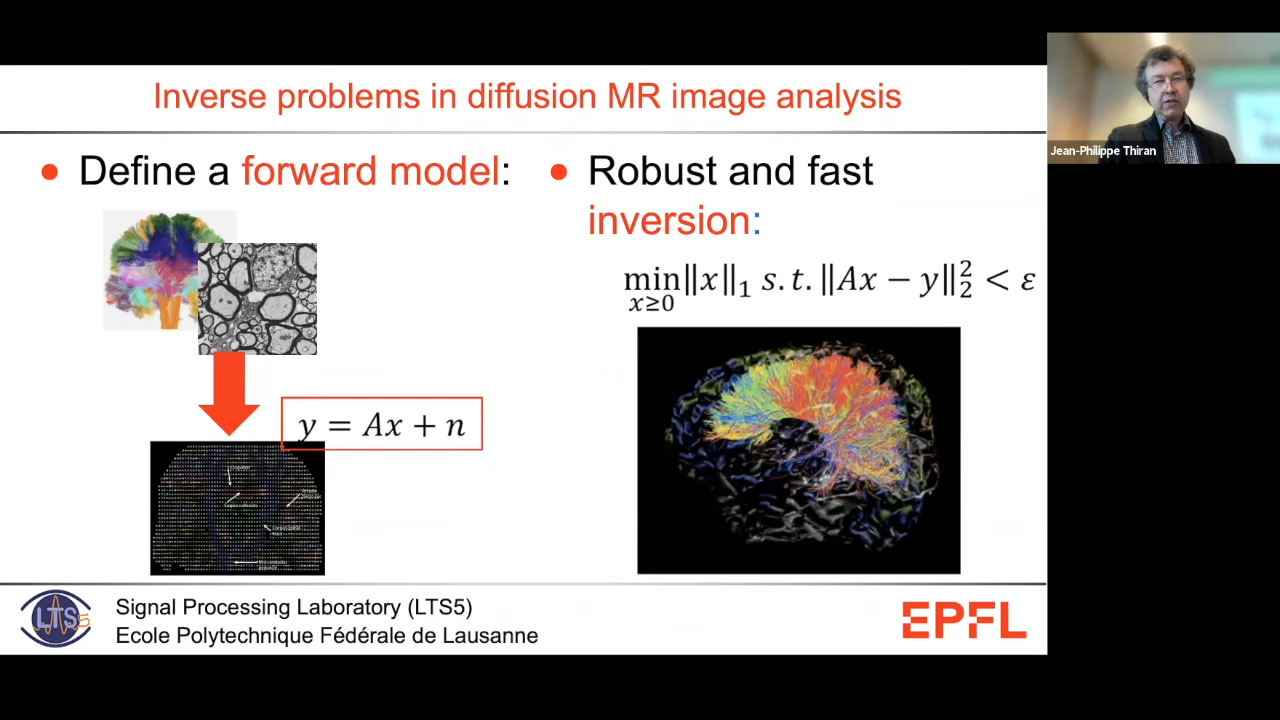 Inverse problems in diffusion MR image analysis
Jean-Philippe Thiran
• Define a forward model:
y = Ax + n
• Robust and fast
inversion:
min ‖x‖₁ s.t. ‖Ax − y‖₂² < ε
x≥0
LTS5
Signal Processing Laboratory (LTS5)
Ecole Polytechnique Fédérale de Lausanne
EPFL